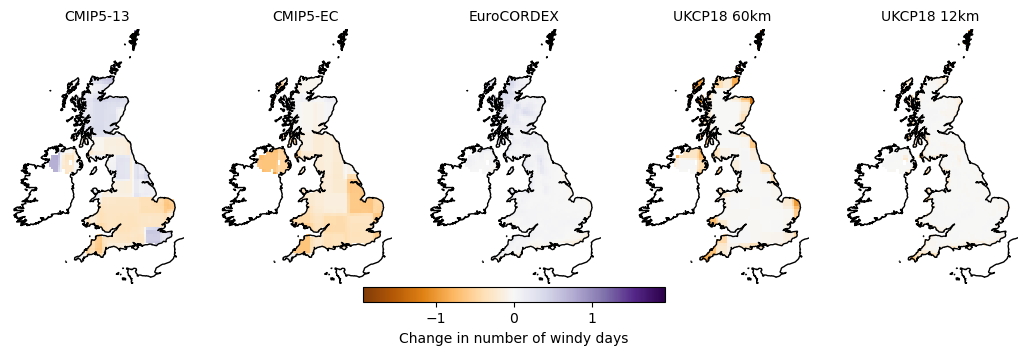 CMIP5-13
CMIP5-EC
EuroCORDEX
UKCP18 60km
UKCP18 12km
−1
0
1
Change in number of windy days